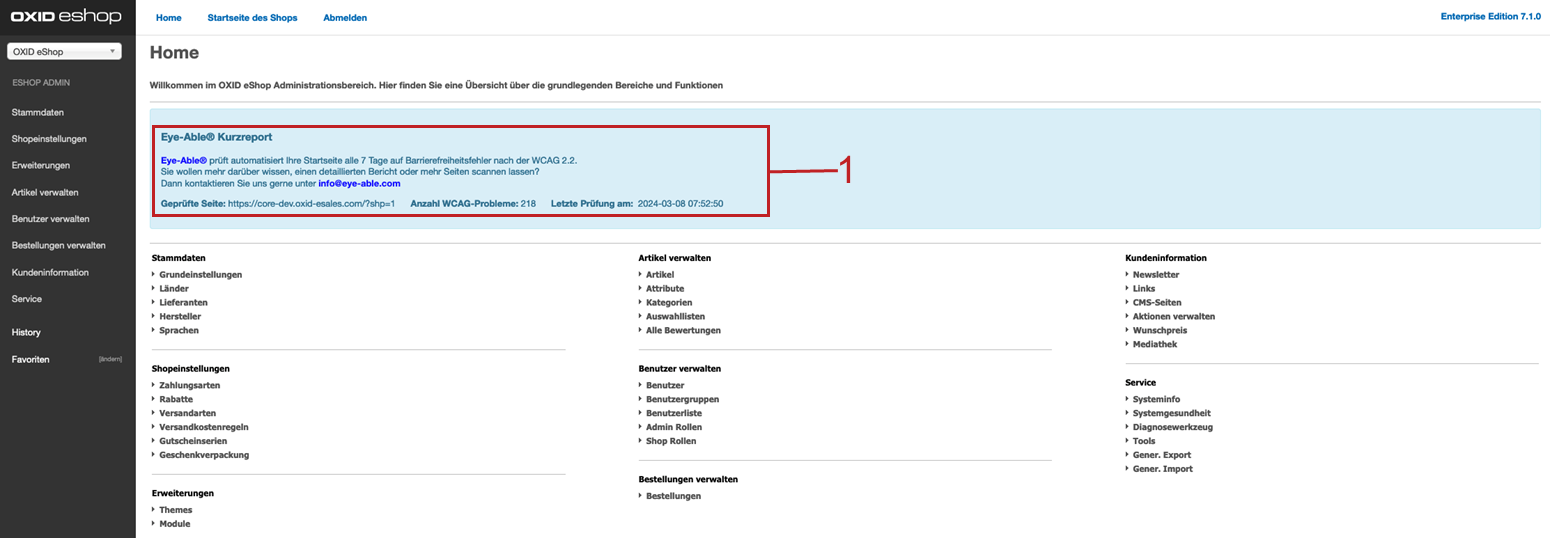 OXID eshop
Home Startseite des Shops Abmelden
Enterprise Edition 7.1.0
OXID eShop
ESHOP ADMIN
Stammdaten
Shopeinstellungen
Erweiterungen
Artikel verwalten
Benutzer verwalten
Bestellungen verwalten
Kundeninformation
Service
History
Favoriten [ändern]
Home
Willkommen im OXID eShop Administrationsbereich. Hier finden Sie eine Übersicht über die grundlegenden Bereiche und Funktionen
Eye-Able® Kurzreport
Eye-Able® prüft automatisiert Ihre Startseite alle 7 Tage auf Barrierefreiheitsfehler nach der WCAG 2.2.
Sie wollen mehr darüber wissen, einen detaillierten Bericht oder mehr Seiten scannen lassen?
Dann kontaktieren Sie uns gerne unter info@eye-able.com
Geprüfte Seite: https://core-dev.oxid-esales.com/?shp=1 Anzahl WCAG-Probleme: 218 Letzte Prüfung am: 2024-03-08 07:52:50
1
Stammdaten
Grundeinstellungen
Länder
Lieferanten
Hersteller
Sprachen
Shopeinstellungen
Zahlungsarten
Rabatte
Versandarten
Versandkostenregeln
Gutscheinserien
Geschenkverpackung
Erweiterungen
Themes
Module
Artikel verwalten
Artikel
Attribute
Kategorien
Auswahllisten
Alle Bewertungen
Benutzer verwalten
Benutzer
Benutzergruppen
Benutzerliste
Admin Rollen
Shop Rollen
Bestellungen verwalten
Bestellungen
Kundeninformation
Newsletter
Links
CMS-Seiten
Aktionen verwalten
Wunschpreis
Mediathek
Service
Systeminfo
Systemgesundheit
Diagnosewerkzeug
Tools
Gener. Export
Gener. Import